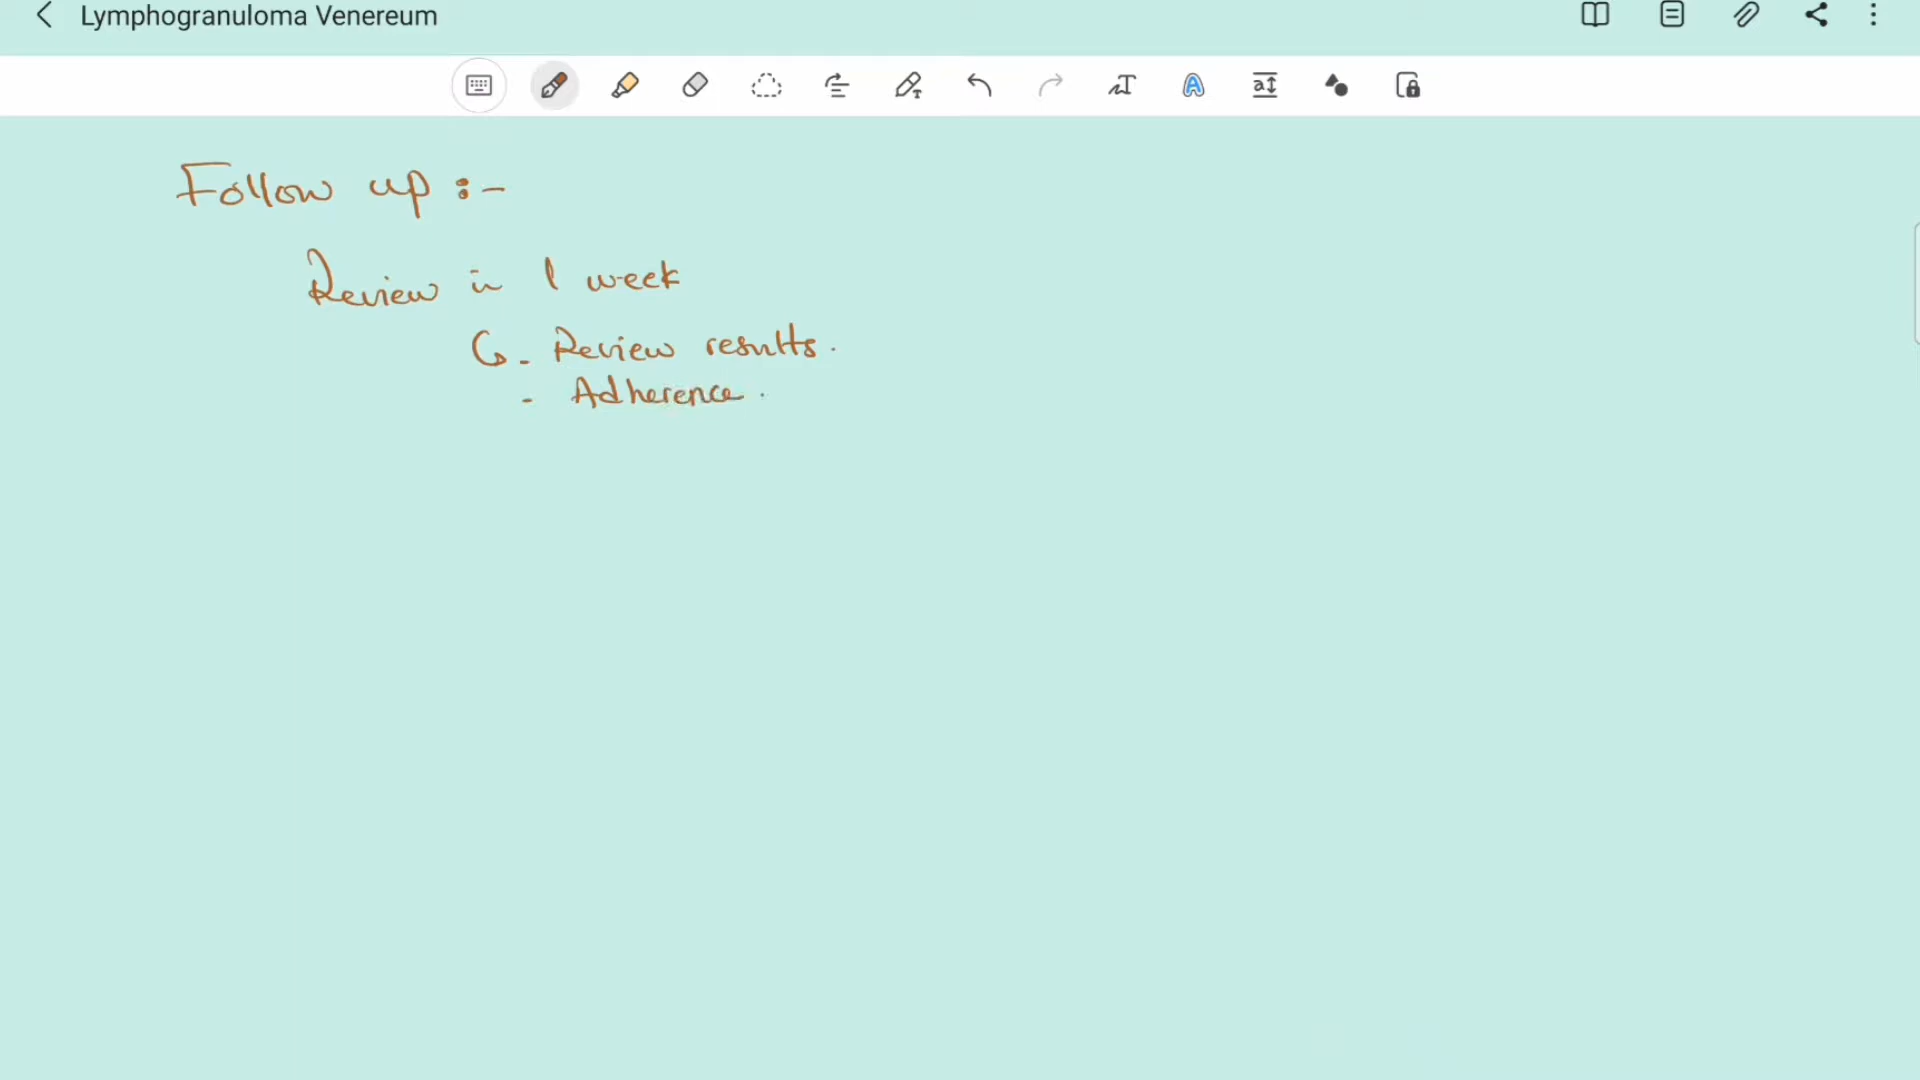 Lymphogranuloma Venereum
Follow up :-
Review in 1 week
- Review results.
- Adherence.